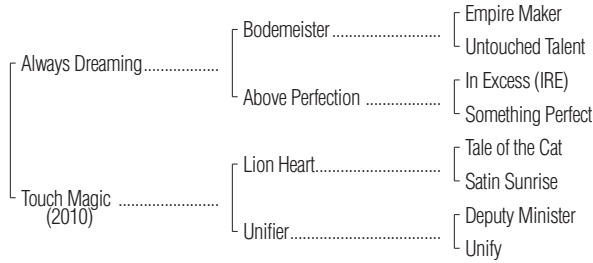 Empire Maker
Bodemeister
Untouched Talent
Always Dreaming
In Excess (IRE)
Above Perfection
Something Perfect
Tale of the Cat
Lion Heart
Satin Sunrise
Touch Magic
(2010)
Deputy Minister
Unifier
Unify